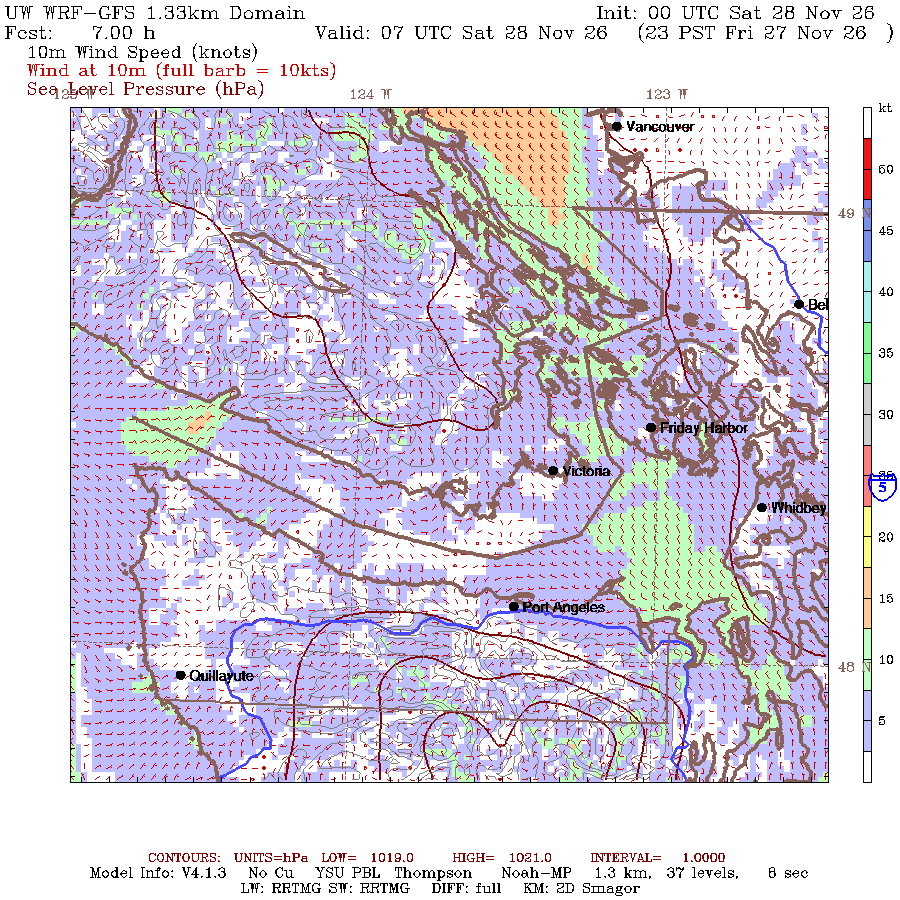 UW WRF-GFS 1.33km Domain Init: 00 UTC Sat 28 Nov 26
Fcst: 7.00 h Valid: 07 UTC Sat 28 Nov 26 (23 PST Fri 27 Nov 26 )
10m Wind Speed (knots)
Wind at 10m (full barb = 10kts)
Sea Level Pressure (hPa)
125 W 124 W 123 W
kt
Vancouver
60
49 N
45
40
Bel
35
30
Friday Harbor
Victoria
25
5
Whidbey
20
15
Port Angeles
10
48 N
Quillayute
5
CONTOURS: UNITS=hPa LOW= 1019.0 HIGH= 1021.0 INTERVAL= 1.0000
Model Info: V4.1.3 No Cu YSU PBL Thompson Noah-MP 1.3 km, 37 levels, 8 sec
LW: RRTMG SW: RRTMG DIFF: full KM: 2D Smagor